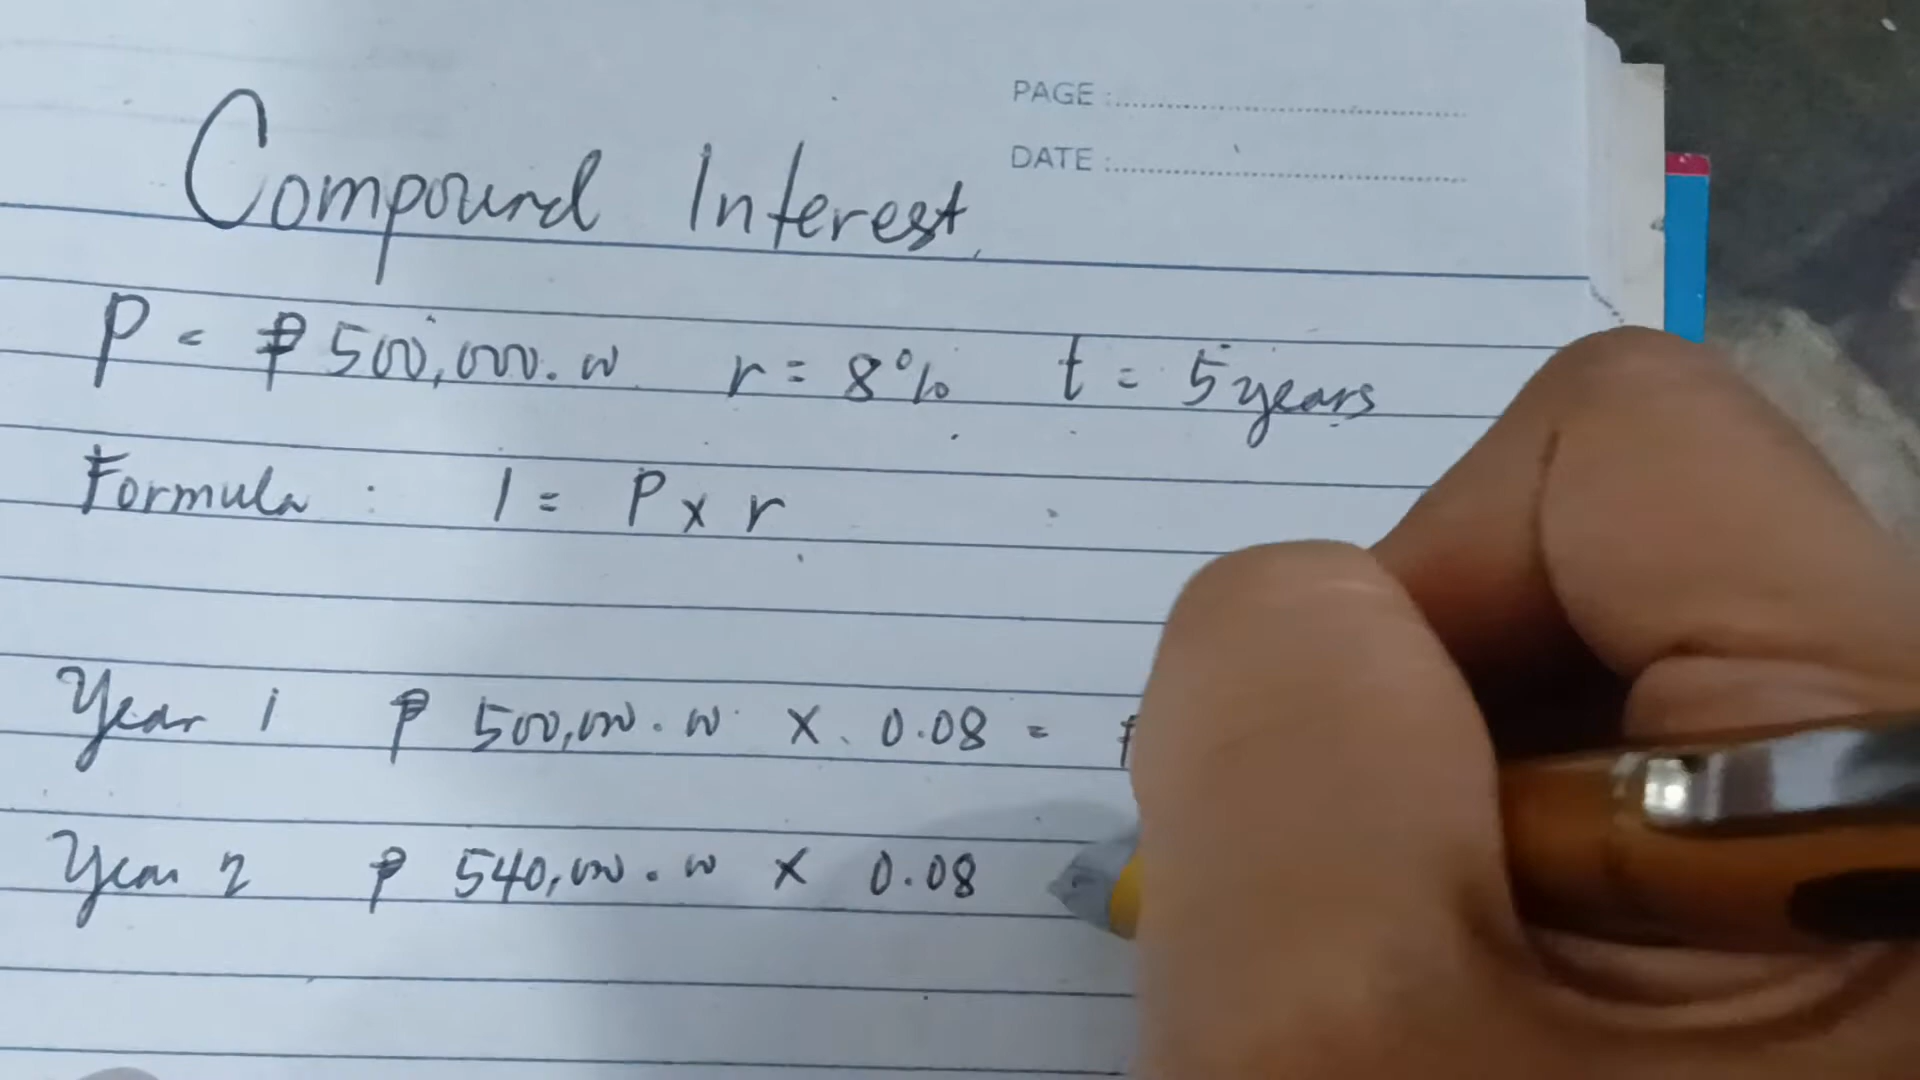 PAGE :
DATE :
Compound Interest
P = ₱ 500,000.00 r = 8% t = 5 years
Formula : I = P x r
Year 1 ₱ 500,000.00 x 0.08 = ₱
Year 2 ₱ 540,000.00 x 0.08